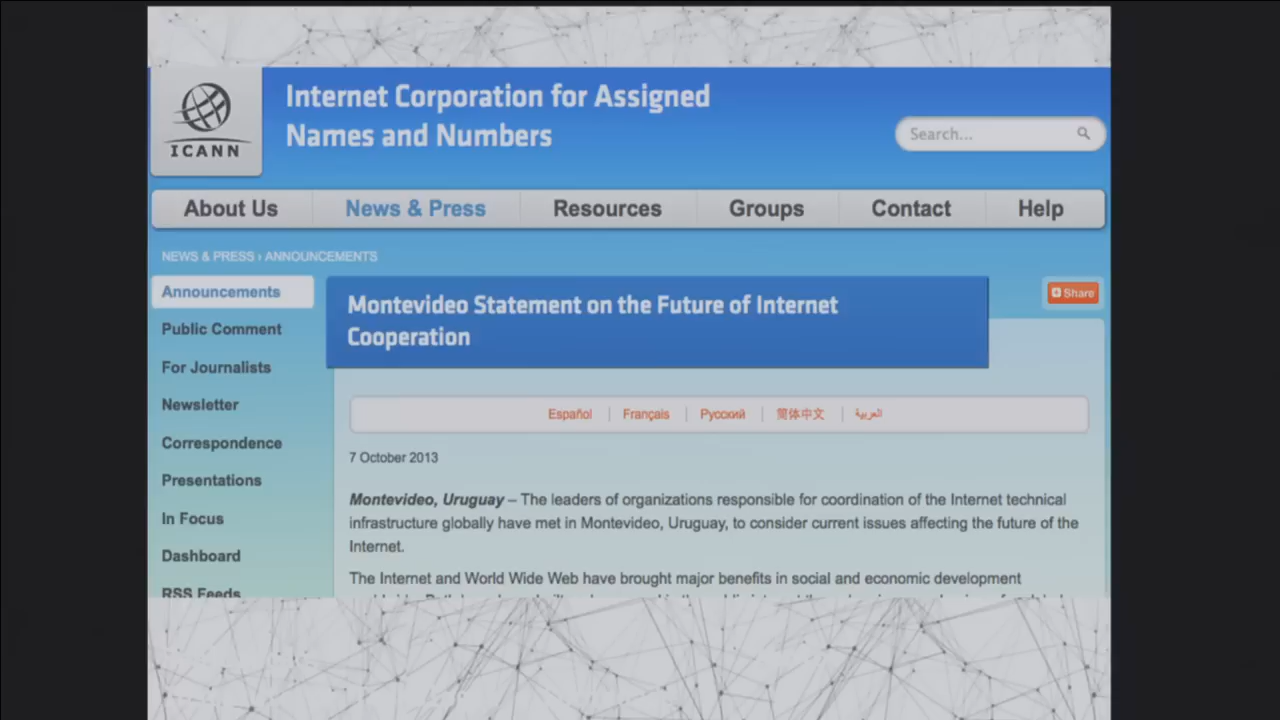 ICANN
Internet Corporation for Assigned
Names and Numbers
Search...
About Us
News & Press
Resources
Groups
Contact
Help
NEWS & PRESS › ANNOUNCEMENTS
Announcements
Public Comment
For Journalists
Newsletter
Correspondence
Presentations
In Focus
Dashboard
RSS Feeds
Montevideo Statement on the Future of Internet
Cooperation
Share
Español | Français | Русский | 简体中文 | العربية
7 October 2013
Montevideo, Uruguay – The leaders of organizations responsible for coordination of the Internet technical
infrastructure globally have met in Montevideo, Uruguay, to consider current issues affecting the future of the
Internet.
The Internet and World Wide Web have brought major benefits in social and economic development